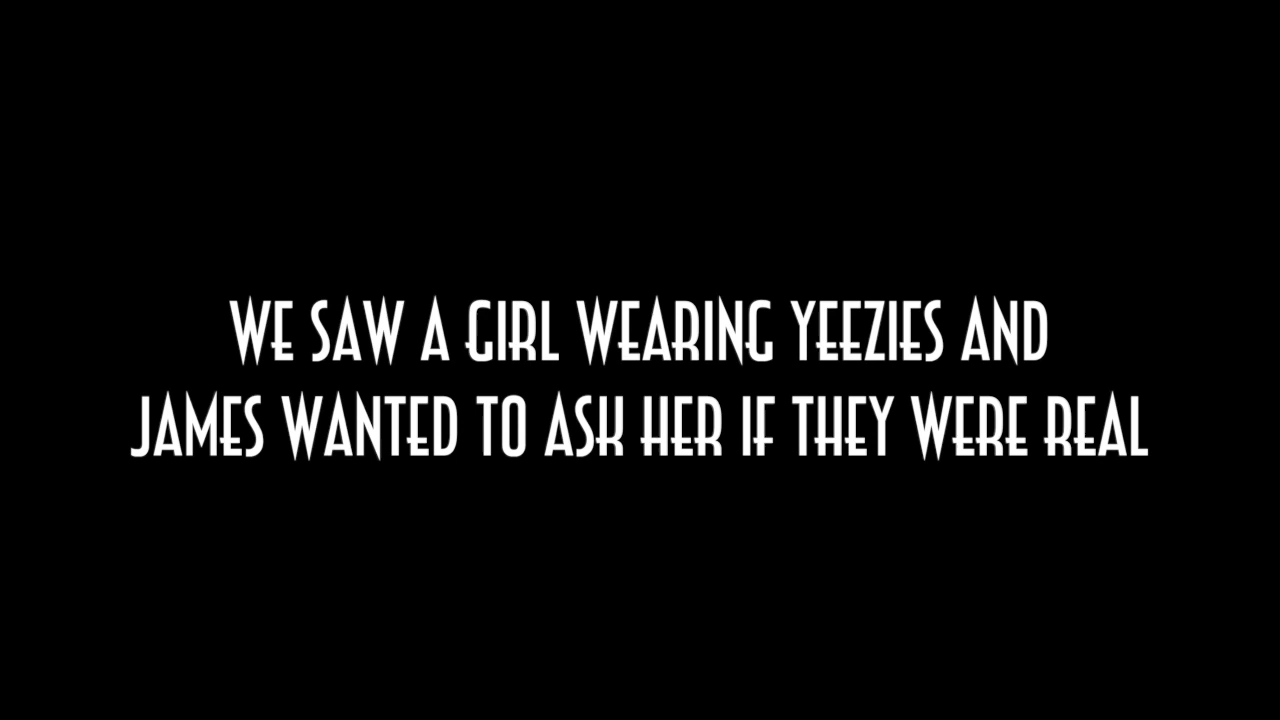 WE SAW A GIRL WEARING YEEZIES AND
JAMES WANTED TO ASK HER IF THEY WERE REAL